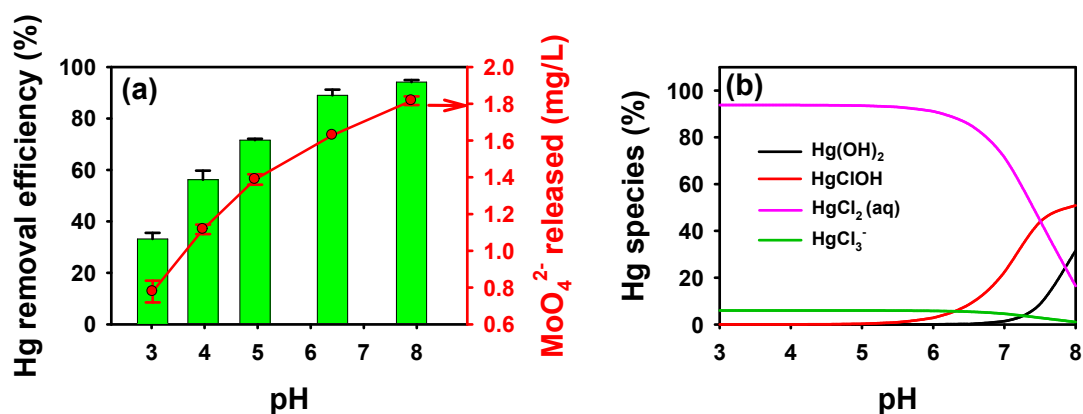 (a)
Hg removal efficiency (%)
100
80
60
40
20
0
3 4 5 6 7 8
pH
2.0
1.8
1.6
1.4
1.2
1.0
0.8
0.6
MoO₄²⁻ released (mg/L)
(b)
Hg species (%)
100
80
60
40
20
0
Hg(OH)₂
HgClOH
HgCl₂ (aq)
HgCl₃⁻
3 4 5 6 7 8
pH